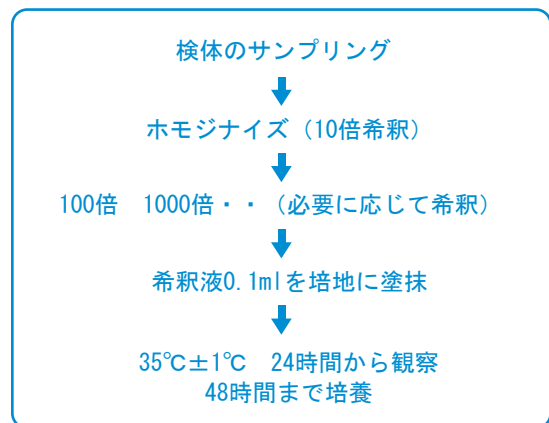 検体のサンプリング
ホモジナイズ（10倍希釈）
100倍　1000倍・・（必要に応じて希釈）
希釈液0.1mlを培地に塗抹
35℃±1℃　24時間から観察
48時間まで培養